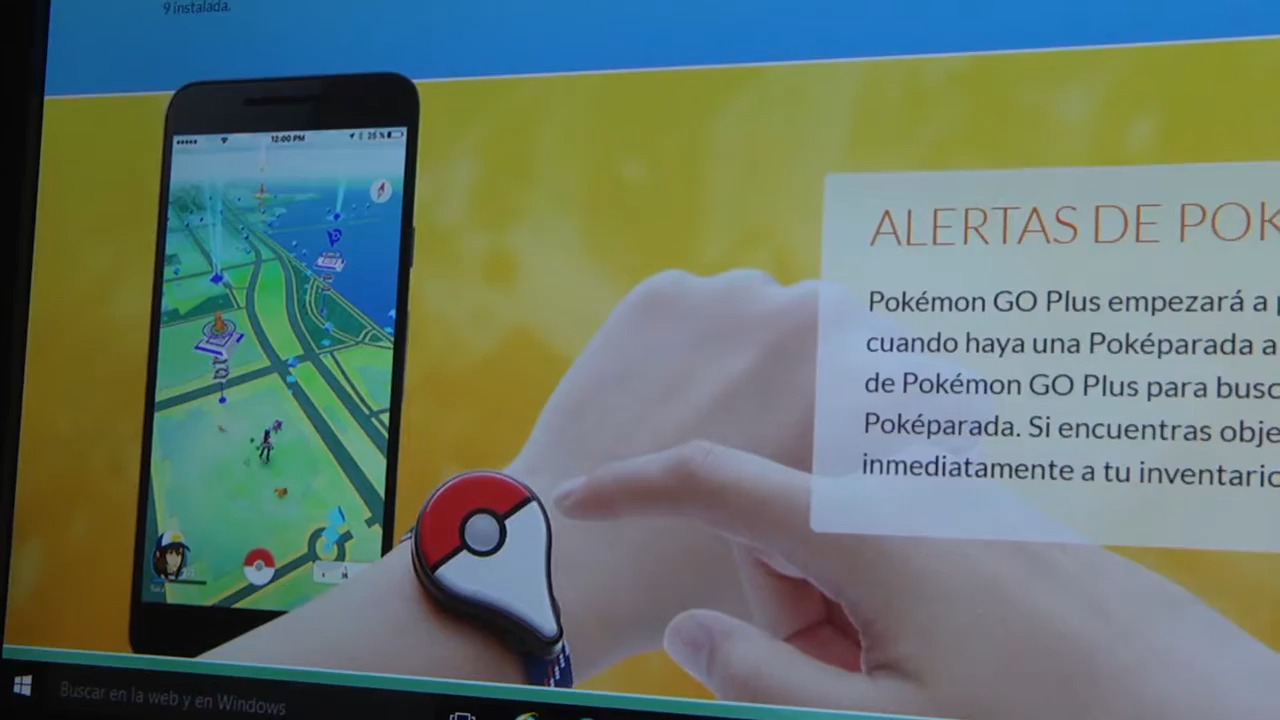 9 instalada.
12:00 PM
25 %
ALERTAS DE POK
Pokémon GO Plus empezará a p
cuando haya una Poképarada a
de Pokémon GO Plus para busc
Poképarada. Si encuentras obje
inmediatamente a tu inventario
Buscar en la web y en Windows